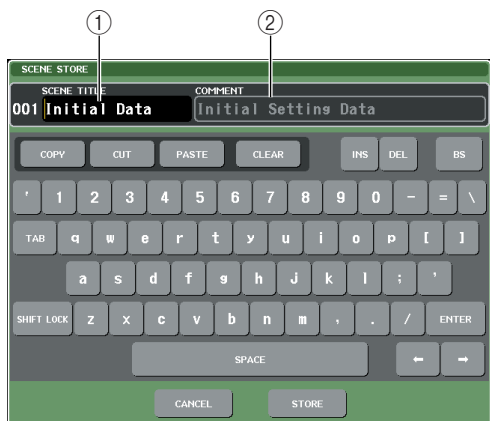 ① ②
SCENE STORE
SCENE TITLE COMMENT
001 Initial Data Initial Setting Data
COPY CUT PASTE CLEAR INS DEL BS
' 1 2 3 4 5 6 7 8 9 0 - = \
TAB q w e r t y u i o p [ ]
a s d f g h j k l ; '
SHIFT LOCK z x c v b n m , . / ENTER
SPACE ← →
CANCEL STORE